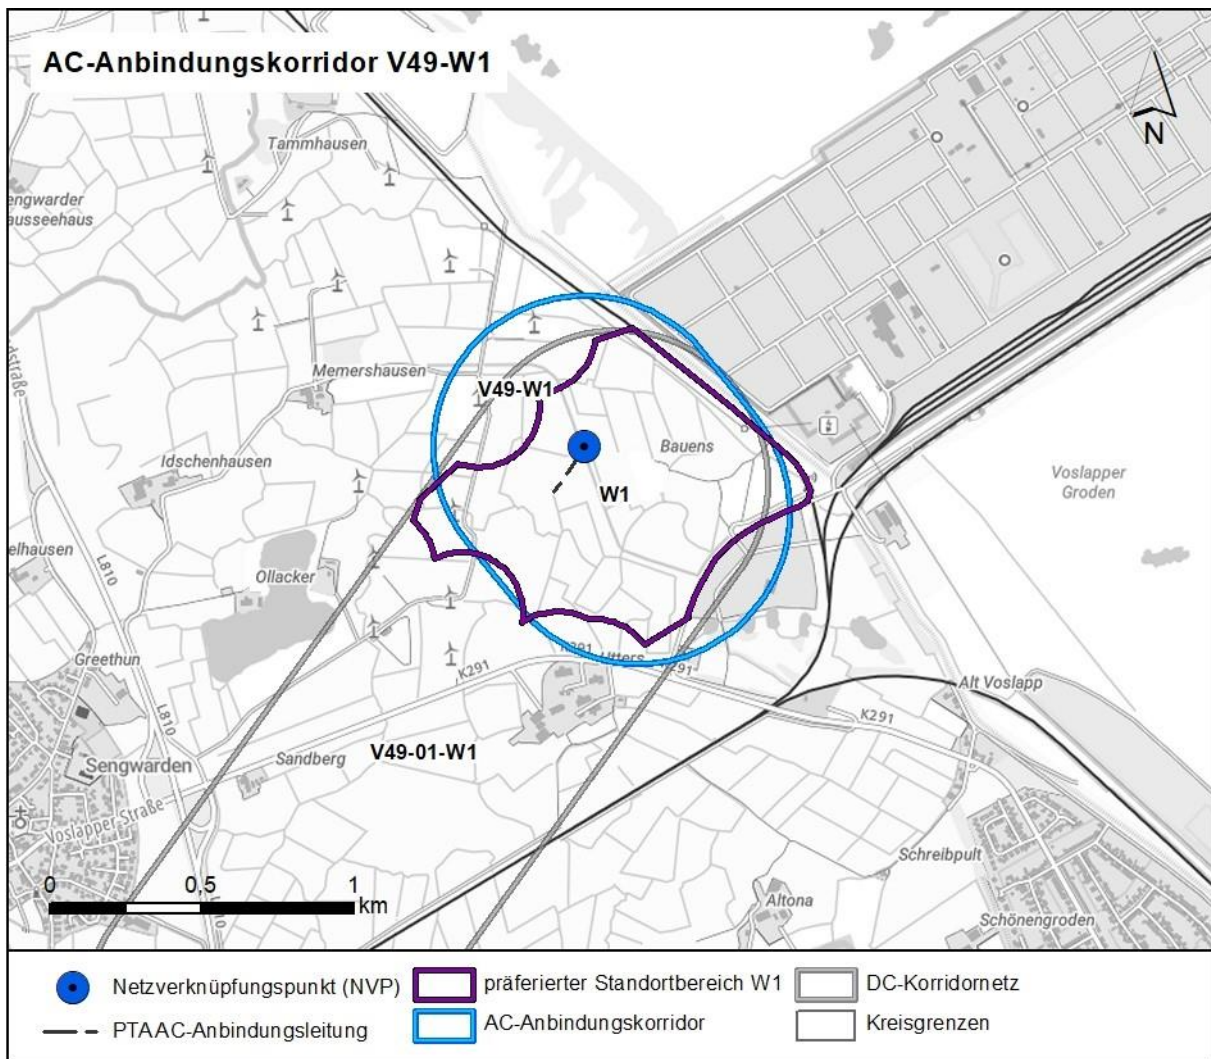 AC-Anbindungskorridor V49-W1
N
Tammhausen
engwarder
ausseehaus
Memershausen
V49-W1
Bauens
W1
Idschenhausen
Voslapper
Groden
elhausen
L810
Ollacker
Greethun
K291
Utters
K291
Alt Voslapp
L810
K291
V49-01-W1
Sandberg
Sengwarden
Voslapper Straße
Schreibpult
0
0,5
1
km
Altona
Schönengroden
Netzverknüpfungspunkt (NVP)
präferierter Standortbereich W1
DC-Korridornetz
PTAAC-Anbindungsleitung
AC-Anbindungskorridor
Kreisgrenzen